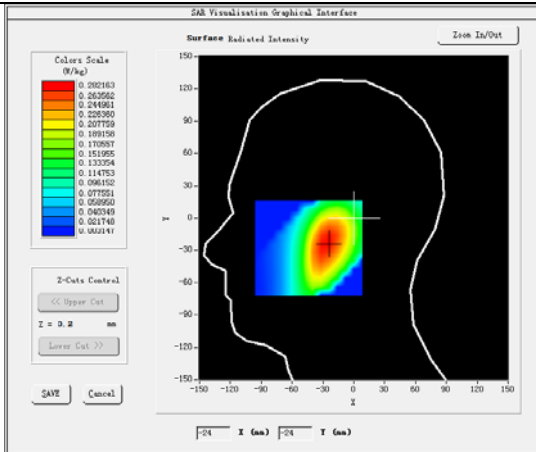 SAR Visualisation Graphical Interface
Colors Scale
(W/kg)
0.282163
0.263562
0.244961
0.226360
0.207759
0.189158
0.170557
0.151955
0.133354
0.114753
0.096152
0.077551
0.058950
0.040349
0.021748
0.003147
Z-Cuts Control
<< Upper Cut
Z = 0.2 mm
Lower Cut >>
SAVE Cancel
Surface Radiated Intensity
Zoom In/Out
150
120
90
60
30
0
-30
-60
-90
-120
-150
Y
-150 -120 -90 -60 -30 0 30 60 90 120 150
X
-24 X (mm) -24 Y (mm)